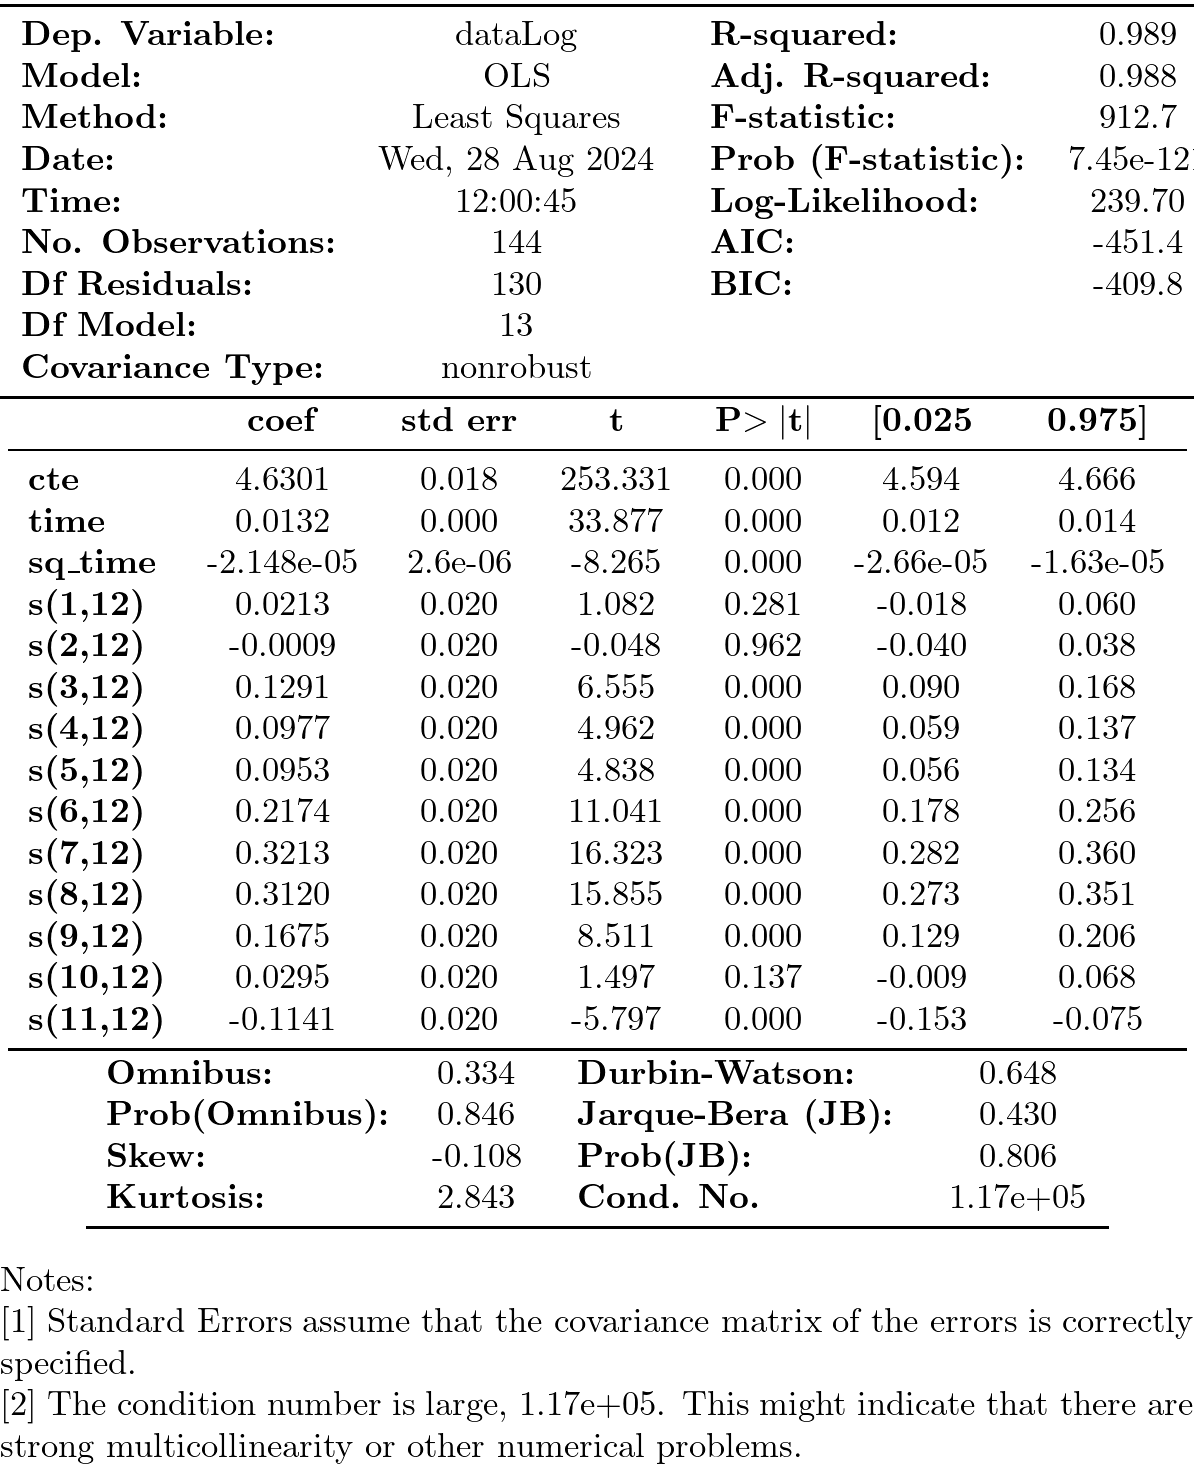 Dep. Variable: dataLog R-squared: 0.989
Model: OLS Adj. R-squared: 0.988
Method: Least Squares F-statistic: 912.7
Date: Wed, 28 Aug 2024 Prob (F-statistic):
Time: 12:00:45 Log-Likelihood: 239.70
No. Observations: 144 AIC: -451.4
Df Residuals: 130 BIC: -409.8
Df Model: 13
Covariance Type: nonrobust
coef std err t P> |t| [0.025 0.975]
cte 4.6301 0.018 253.331 0.000 4.594 4.666
time 0.0132 0.000 33.877 0.000 0.012 0.014
sq_time -2.148e-05 2.6e-06 -8.265 0.000 -2.66e-05 -1.63e-05
s(1,12) 0.0213 0.020 1.082 0.281 -0.018 0.060
s(2,12) -0.0009 0.020 -0.048 0.962 -0.040 0.038
s(3,12) 0.1291 0.020 6.555 0.000 0.090 0.168
s(4,12) 0.0977 0.020 4.962 0.000 0.059 0.137
s(5,12) 0.0953 0.020 4.838 0.000 0.056 0.134
s(6,12) 0.2174 0.020 11.041 0.000 0.178 0.256
s(7,12) 0.3213 0.020 16.323 0.000 0.282 0.360
s(8,12) 0.3120 0.020 15.855 0.000 0.273 0.351
s(9,12) 0.1675 0.020 8.511 0.000 0.129 0.206
s(10,12) 0.0295 0.020 1.497 0.137 -0.009 0.068
s(11,12) -0.1141 0.020 -5.797 0.000 -0.153 -0.075
Omnibus: 0.334 Durbin-Watson: 0.648
Prob(Omnibus): 0.846 Jarque-Bera (JB): 0.430
Skew: -0.108 Prob(JB): 0.806
Kurtosis: 2.843 Cond. No. 1.17e+05
Notes:
[1] Standard Errors assume that the covariance matrix of the errors is correctly
specified.
[2] The condition number is large, 1.17e+05. This might indicate that there are
strong multicollinearity or other numerical problems.